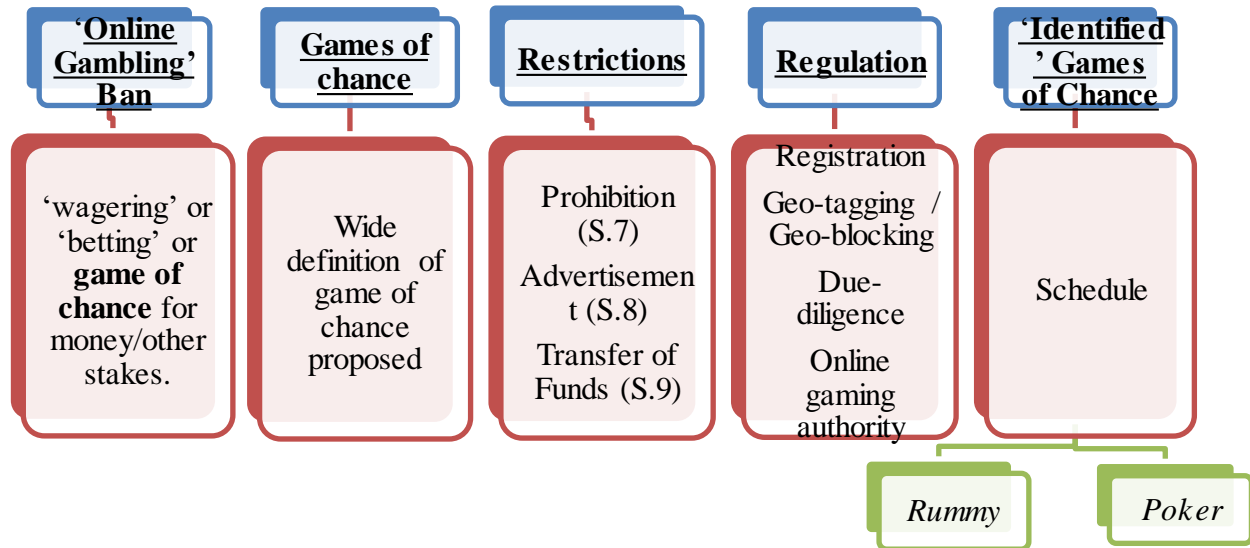 ‘Online
Gambling’
Ban
Games of
chance
Restrictions
Regulation
‘Identified
’ Games
of Chance
‘wagering’ or
‘betting’ or
game of
chance for
money/other
stakes.
Wide
definition of
game of
chance
proposed
Prohibition
(S.7)
Advertisemen
t (S.8)
Transfer of
Funds (S.9)
Registration
Geo-tagging /
Geo-blocking
Due-
diligence
Online
gaming
authority
Schedule
Rummy
Poker